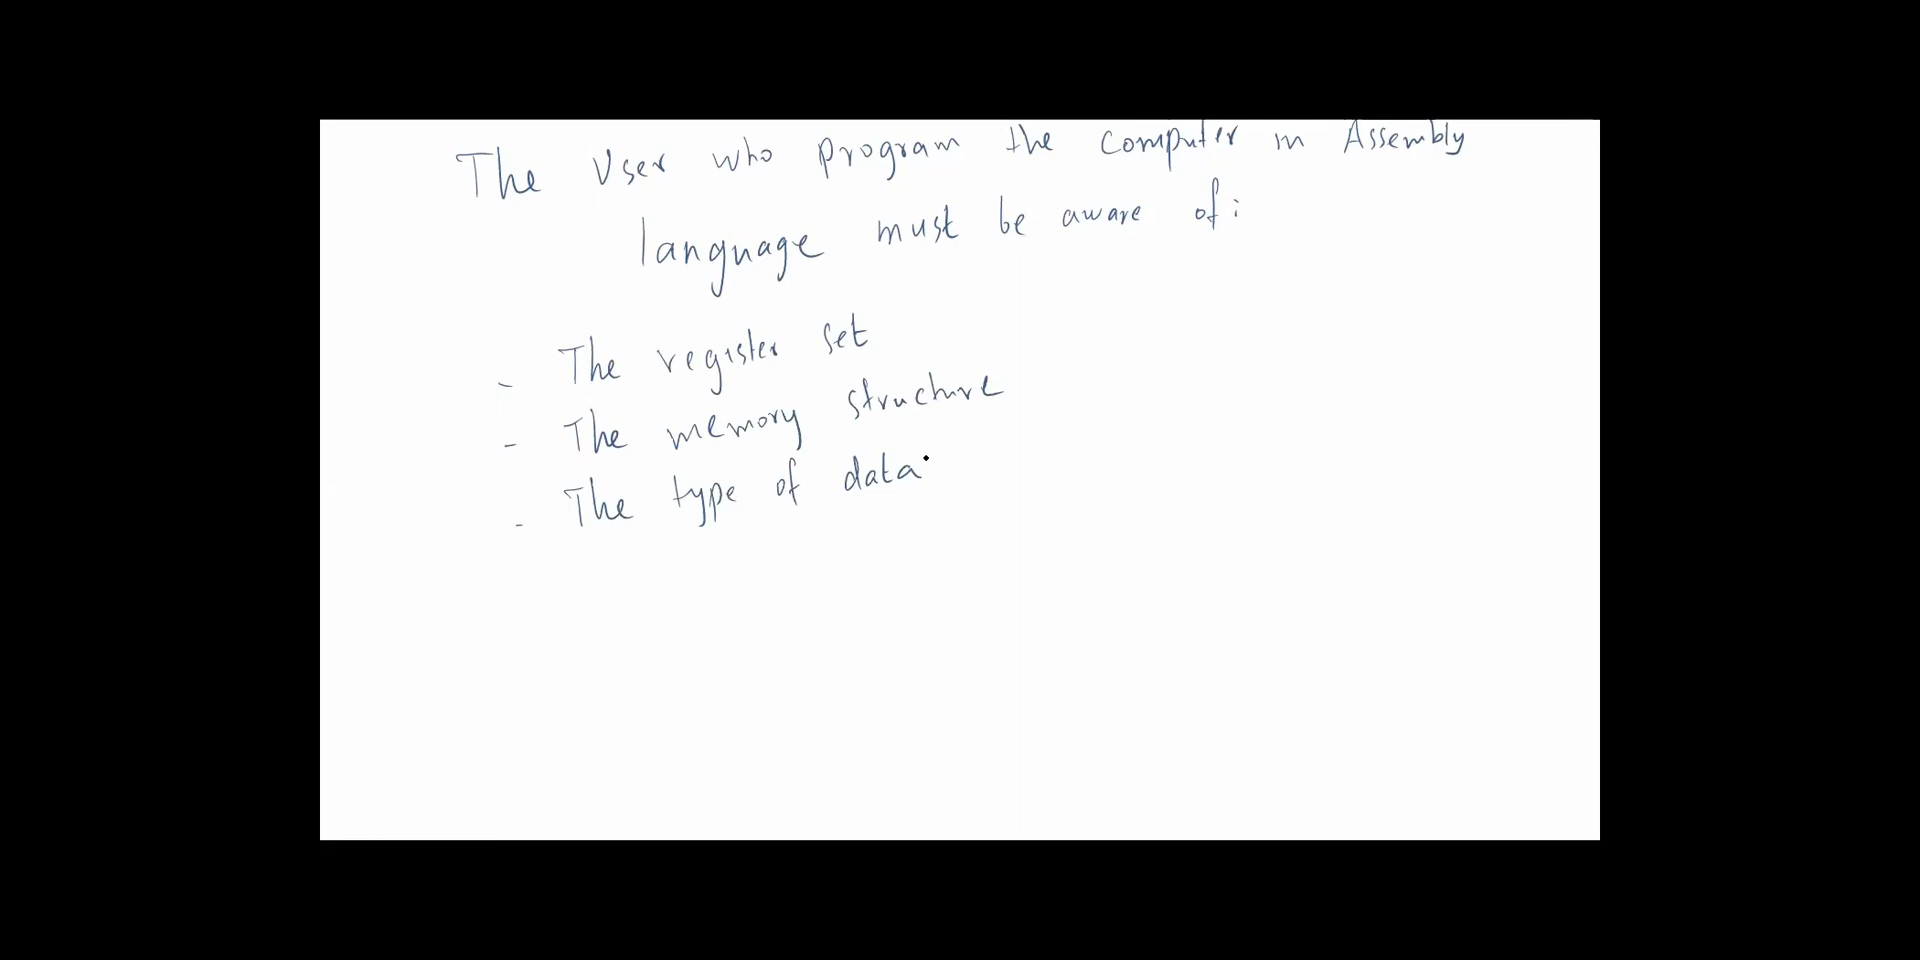 The User who program the computer in Assembly
language must be aware of:
- The register set
- The memory structure
- The type of data